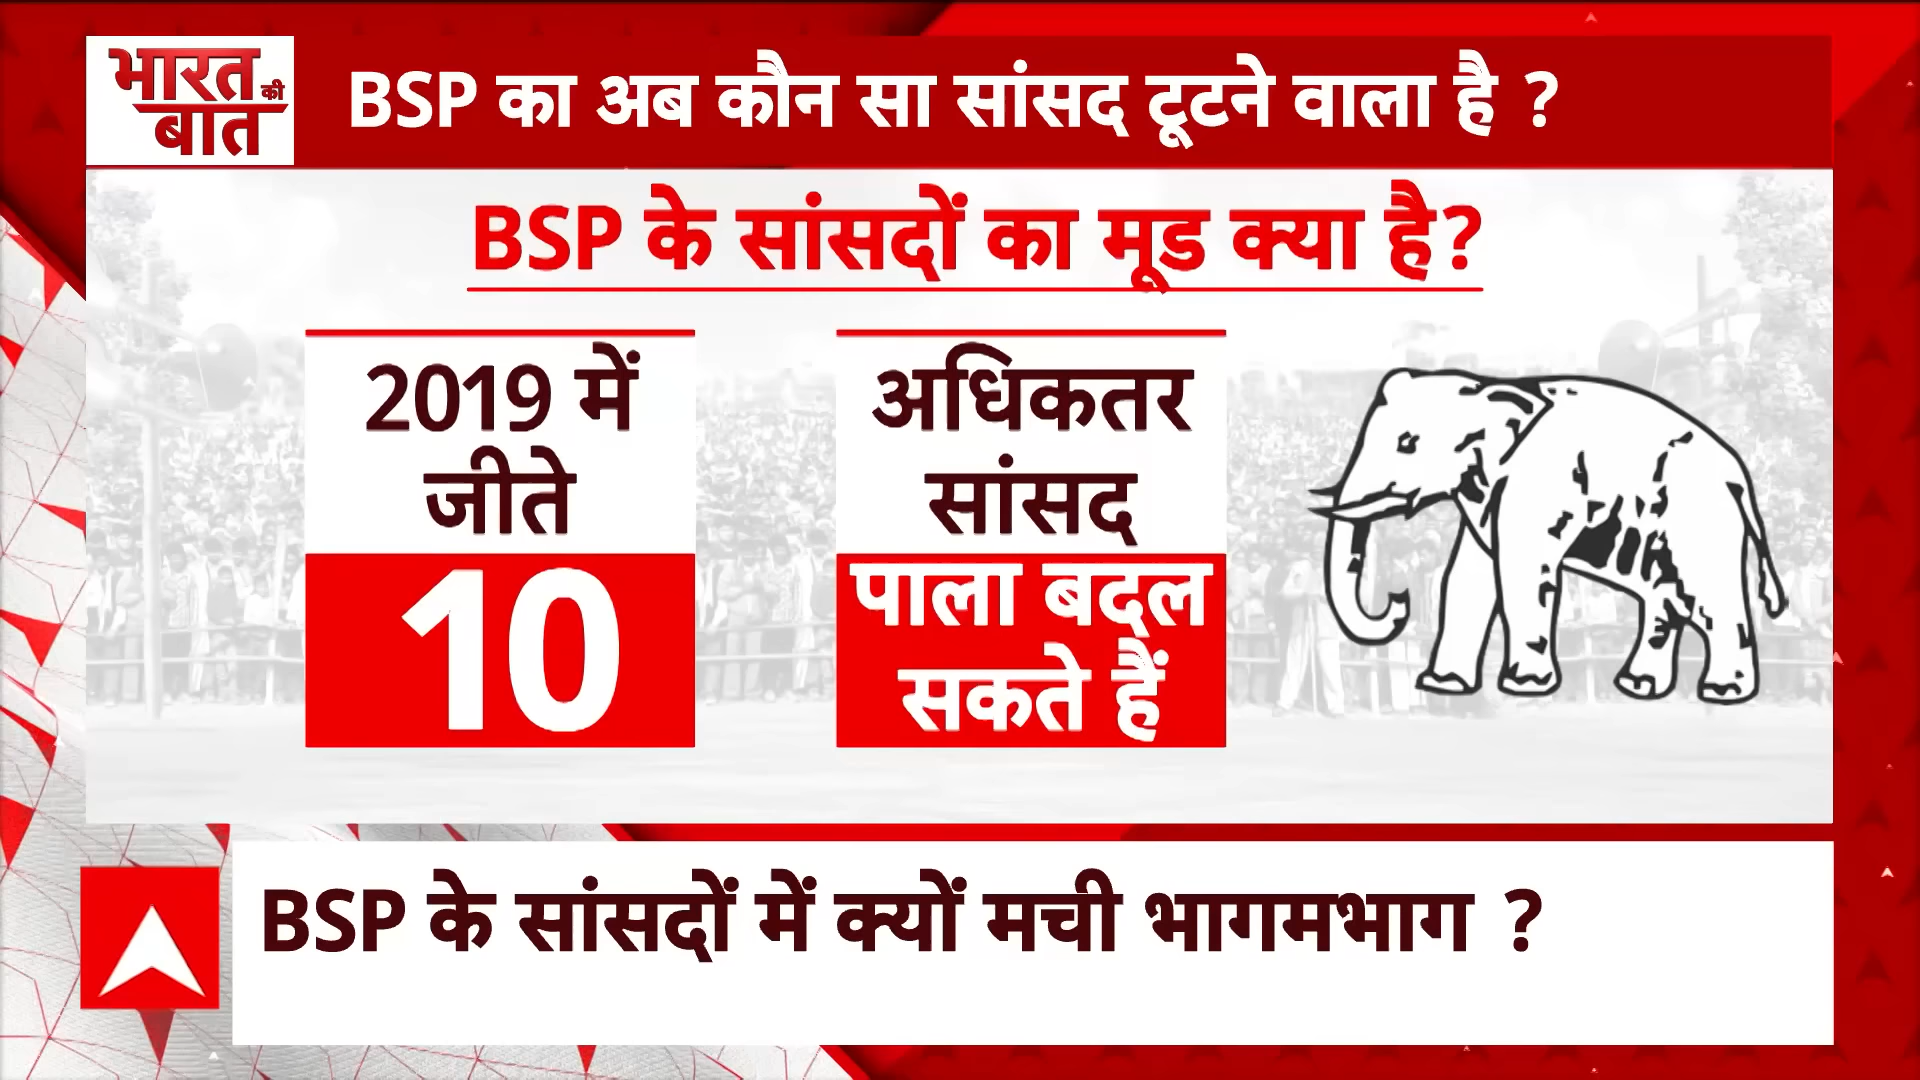 भारत की
बात
BSP का अब कौन सा सांसद टूटने वाला है ?
BSP के सांसदों का मूड क्या है?
2019 में
जीते
10
अधिकतर
सांसद
पाला बदल
सकते हैं
BSP के सांसदों में क्यों मची भागमभाग ?